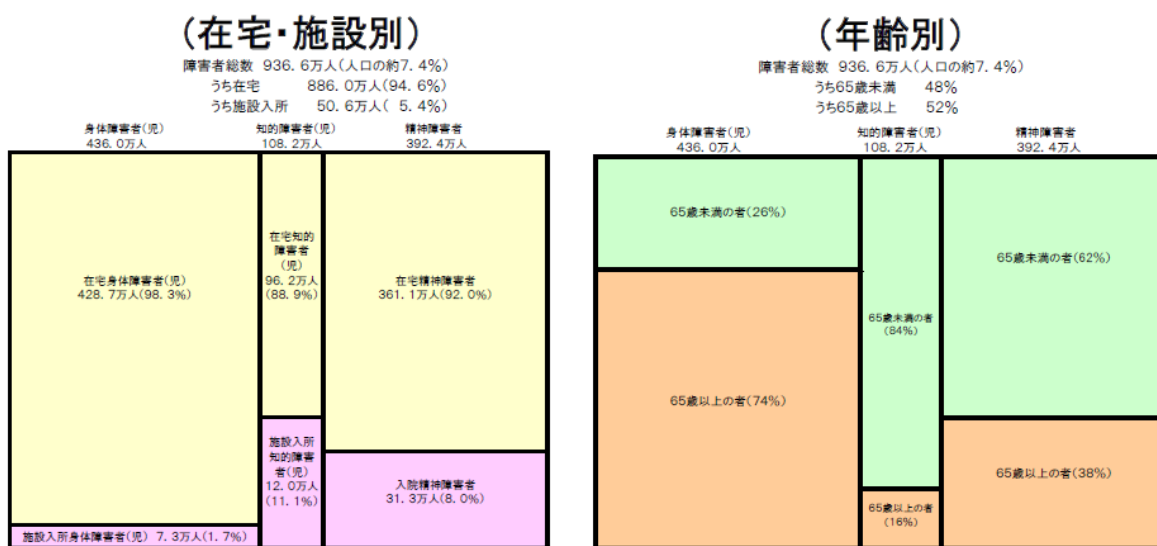 (在宅・施設別)
障害者総数 936.6万人(人口の約7.4%)
うち在宅 886.0万人(94.6%)
うち施設入所 50.6万人( 5.4%)
身体障害者(児)
436.0万人
知的障害者(児)
108.2万人
精神障害者
392.4万人
在宅身体障害者(児)
428.7万人(98.3%)
在宅知的
障害者
(児)
96.2万人
(88.9%)
在宅精神障害者
361.1万人(92.0%)
施設入所身体障害者(児) 7.3万人(1.7%)
施設入所
知的障害
者(児)
12.0万人
(11.1%)
入院精神障害者
31.3万人(8.0%)
(年齢別)
障害者総数 936.6万人(人口の約7.4%)
うち65歳未満 48%
うち65歳以上 52%
身体障害者(児)
436.0万人
知的障害者(児)
108.2万人
精神障害者
392.4万人
65歳未満の者(26%)
65歳以上の者(74%)
65歳未満の者
(84%)
65歳以上の者
(16%)
65歳未満の者(62%)
65歳以上の者(38%)